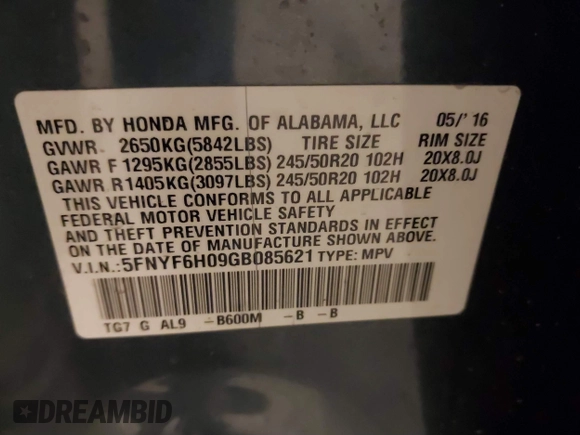 MFD. BY HONDA MFG. OF ALABAMA, LLC 05/'16
GVWR 2650KG(5842LBS) TIRE SIZE RIM SIZE
GAWR F1295KG(2855LBS) 245/50R20 102H 20X8.0J
GAWR R1405KG(3097LBS) 245/50R20 102H 20X8.0J
THIS VEHICLE CONFORMS TO ALL APPLICABLE
FEDERAL MOTOR VEHICLE SAFETY
AND THEFT PREVENTION STANDARDS IN EFFECT
ON THE DATE OF MANUFACTURE SHOWN ABOVE.
V.I.N.:5FNYF6H09GB085621 TYPE: MPV
TG7 G AL9 -B600M -B -B
DREAMBID